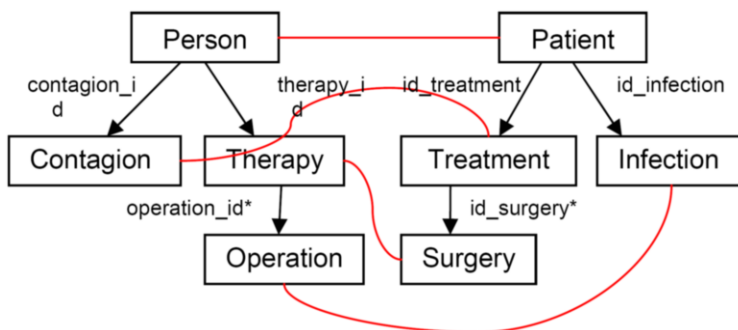 Person
Patient
contagion_i
d
therapy_i
d
id_treatment
id_infection
Contagion
Therapy
Treatment
Infection
operation_id*
id_surgery*
Operation
Surgery